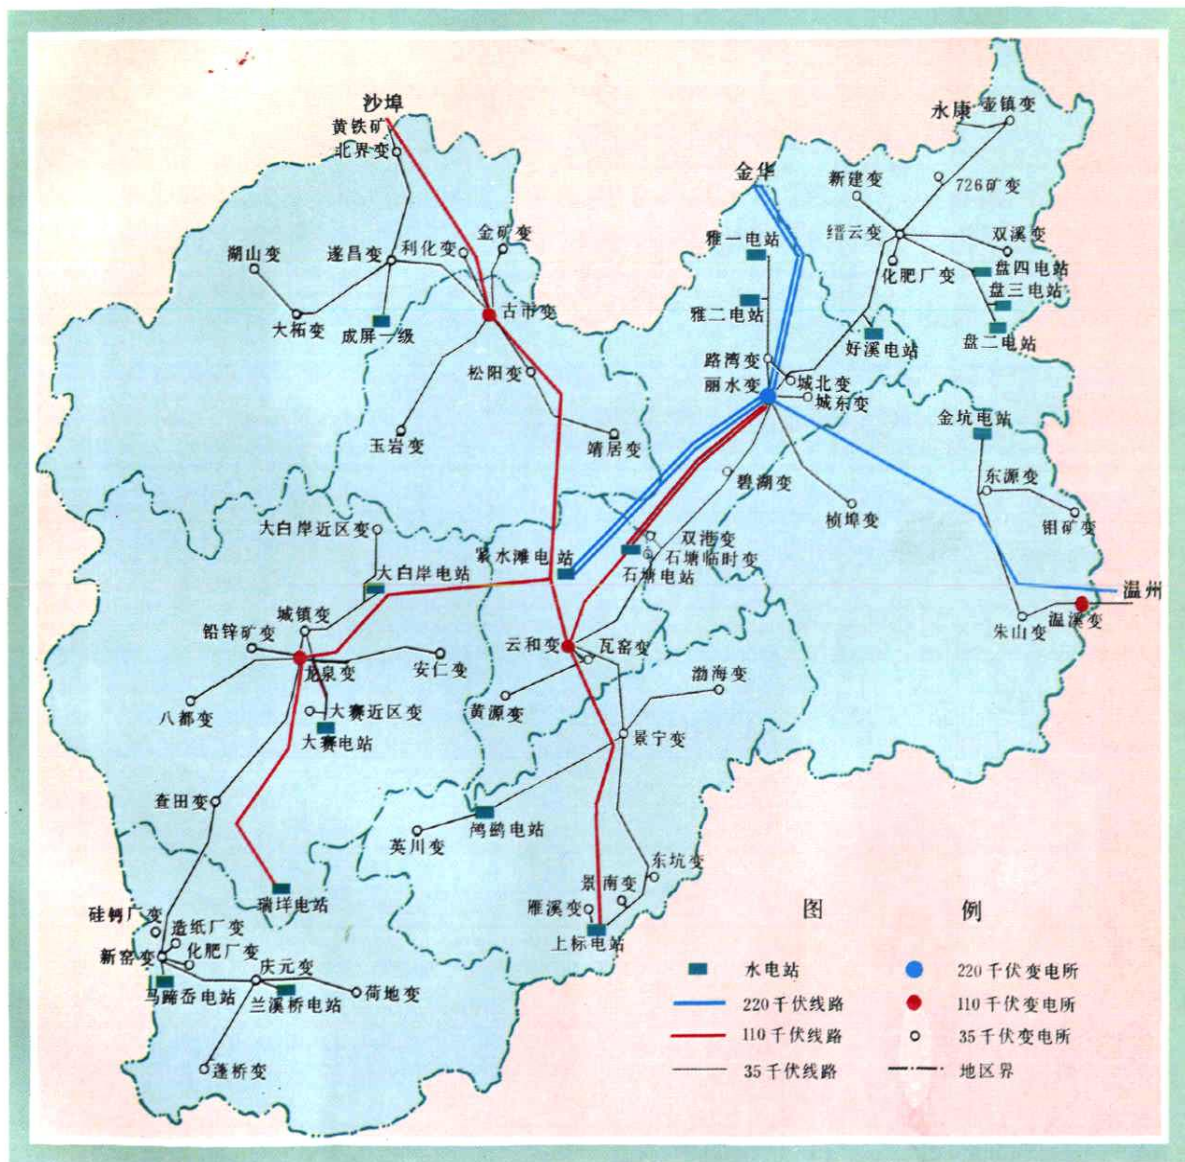 沙埠
黄铁矿
北界变
永康
壶镇变
金华
新建变
726矿变
金矿变
利化变
雅一电站
缙云变
双溪变
湖山变
遂昌变
化肥厂变
盘四电站
盘三电站
雅二电站
古市变
大柘变
成屏一级
好溪电站
盘二电站
路湾变
松阳变
丽水变
城北变
城东变
金坑电站
玉岩变
靖居变
碧湖变
东源变
桢埠变
钼矿变
大白岸近区变
双港变
紧水滩电站
石塘临时变
大白岸电站
石塘电站
温州
城镇变
铅锌矿变
朱山变
温溪变
云和变
瓦窑变
龙泉变
安仁变
渤海变
八都变
大赛近区变
黄源变
大赛电站
景宁变
查田变
鸿鹚电站
英川变
东坑变
景南变
瑞垟电站
雁溪变
硅钙厂变
造纸厂变
上标电站
新窑变
化肥厂变
庆元变
马蹄岙电站
兰溪桥电站
荷地变
蓬桥变
图 例
水电站
220千伏变电所
220千伏线路
110千伏变电所
110千伏线路
35千伏变电所
35千伏线路
地区界